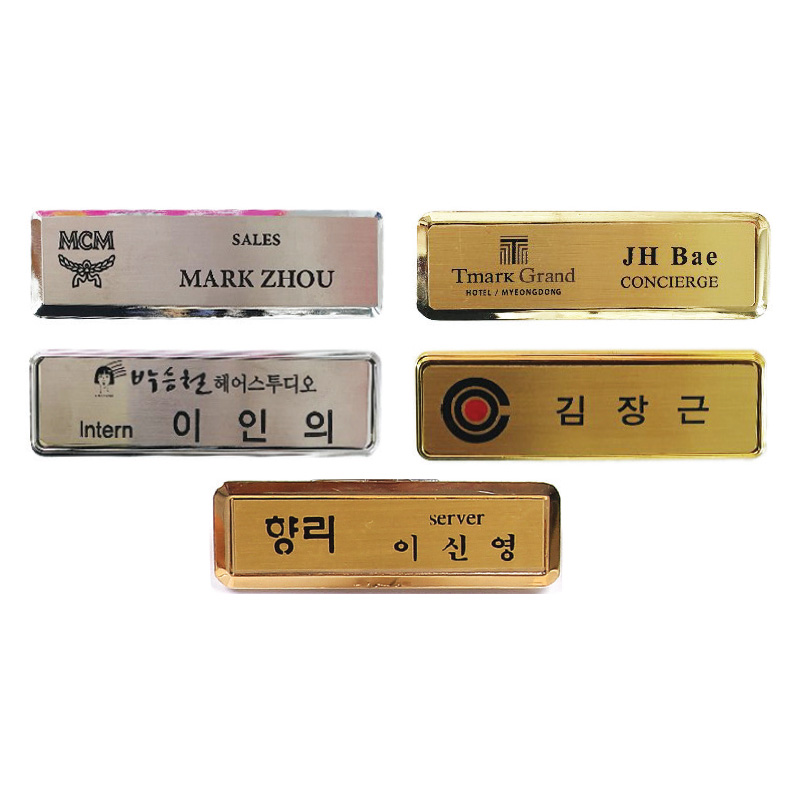 MCM
SALES
MARK ZHOU
Tmark Grand
HOTEL / MYEONGDONG
JH Bae
CONCIERGE
박승철 헤어스투디오
Intern 이 인 의
김 장 근
향리
server
이 신 영